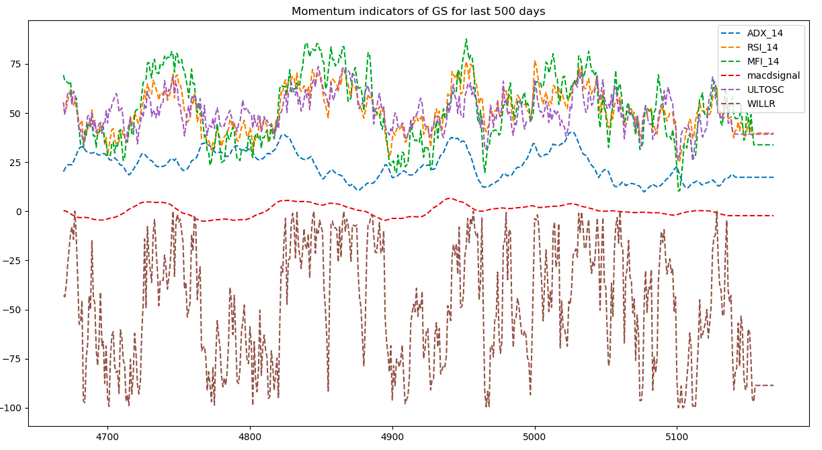 Momentum indicators of GS for last 500 days
ADX_14
RSI_14
MFI_14
macdsignal
ULTOSC
WILLR
75
50
25
0
−25
−50
−75
−100
4700 4800 4900 5000 5100